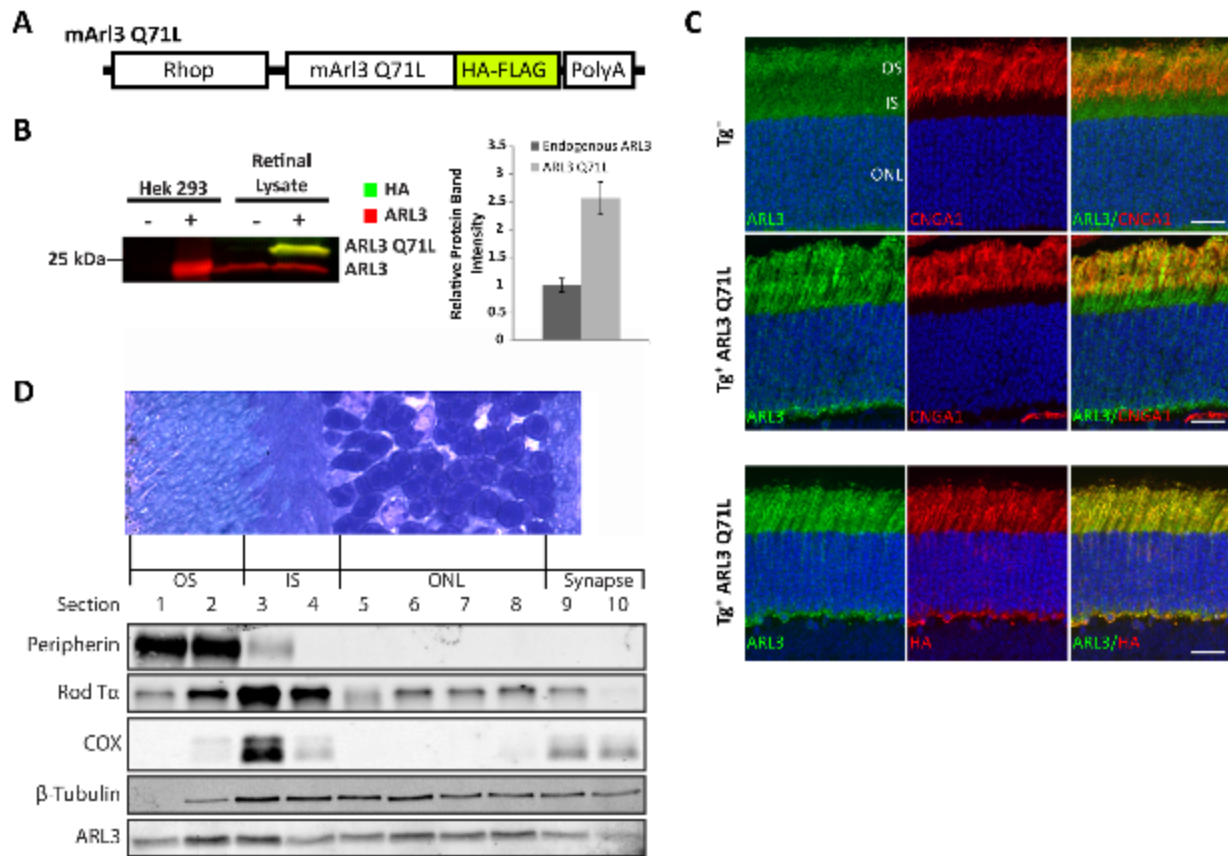 A
mArl3 Q71L
Rhop
mArl3 Q71L
HA-FLAG
PolyA
B
Hek 293
Retinal
Lysate
- + - +
HA
ARL3
25 kDa
ARL3 Q71L
ARL3
Relative Protein Band
Intensity
3.5
3
2.5
2
1.5
1
0.5
0
Endogenous ARL3
ARL3 Q71L
C
Tg⁻
OS
IS
ONL
ARL3
CNGA1
ARL3/CNGA1
Tg⁺ ARL3 Q71L
ARL3
CNGA1
ARL3/CNGA1
Tg⁺ ARL3 Q71L
ARL3
HA
ARL3/HA
D
OS IS ONL Synapse
Section 1 2 3 4 5 6 7 8 9 10
Peripherin
Rod Tα
COX
β-Tubulin
ARL3